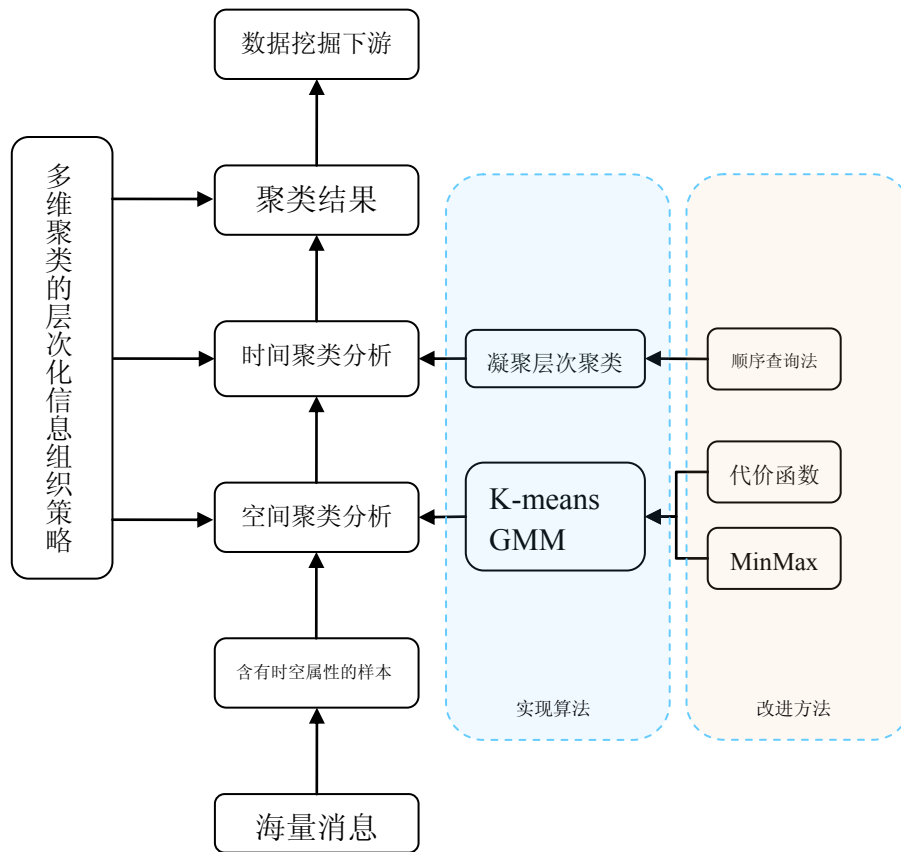 数据挖掘下游
多维聚类的层次化信息组织策略
聚类结果
时间聚类分析
凝聚层次聚类
顺序查询法
空间聚类分析
K-means
GMM
代价函数
MinMax
含有时空属性的样本
实现算法
改进方法
海量消息